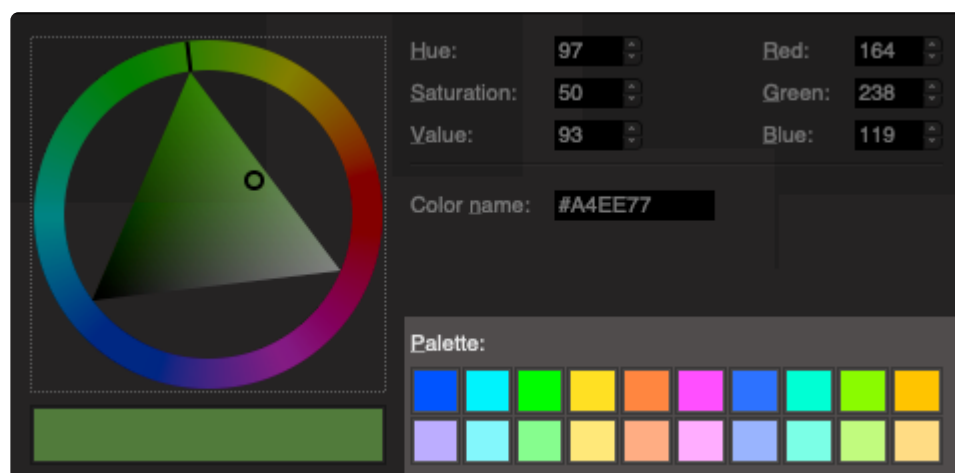 Hue: 97 Red: 164
Saturation: 50 Green: 238
Value: 93 Blue: 119
Color name: #A4EE77
Palette: